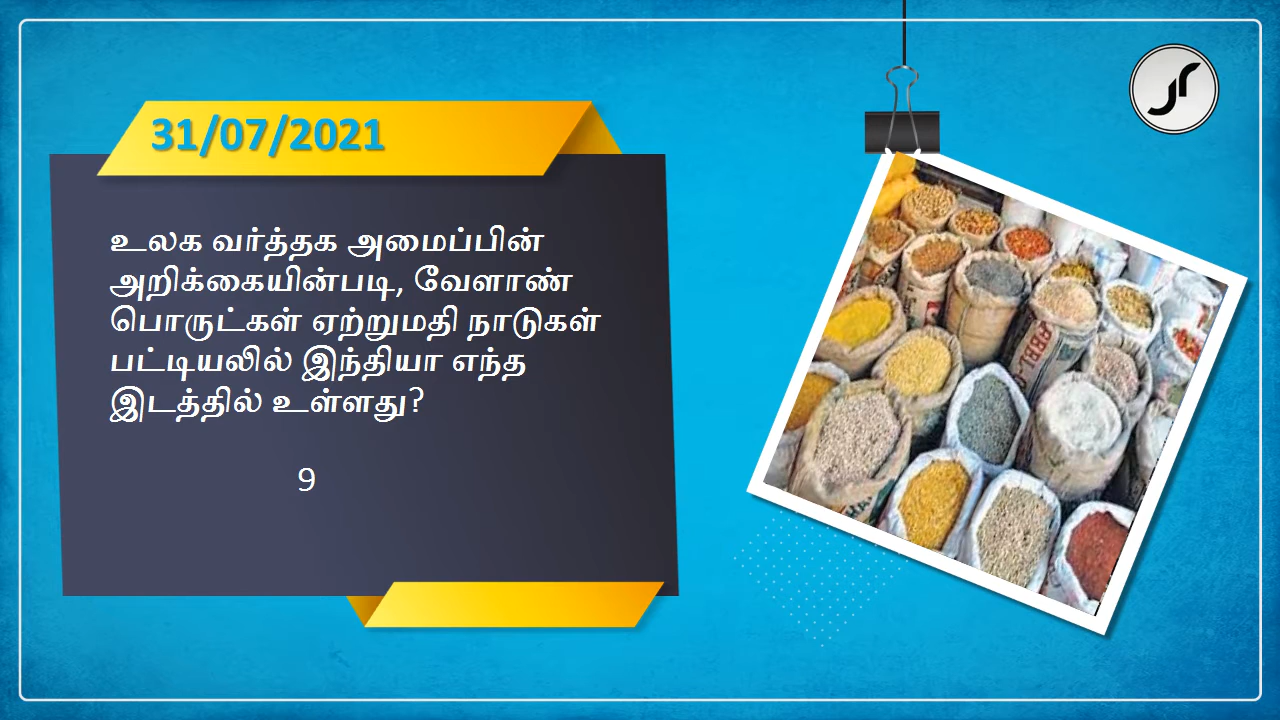 31/07/2021
உலக வர்த்தக அமைப்பின்
அறிக்கையின்படி, வேளாண்
பொருட்கள் ஏற்றுமதி நாடுகள்
பட்டியலில் இந்தியா எந்த
இடத்தில் உள்ளது?
9